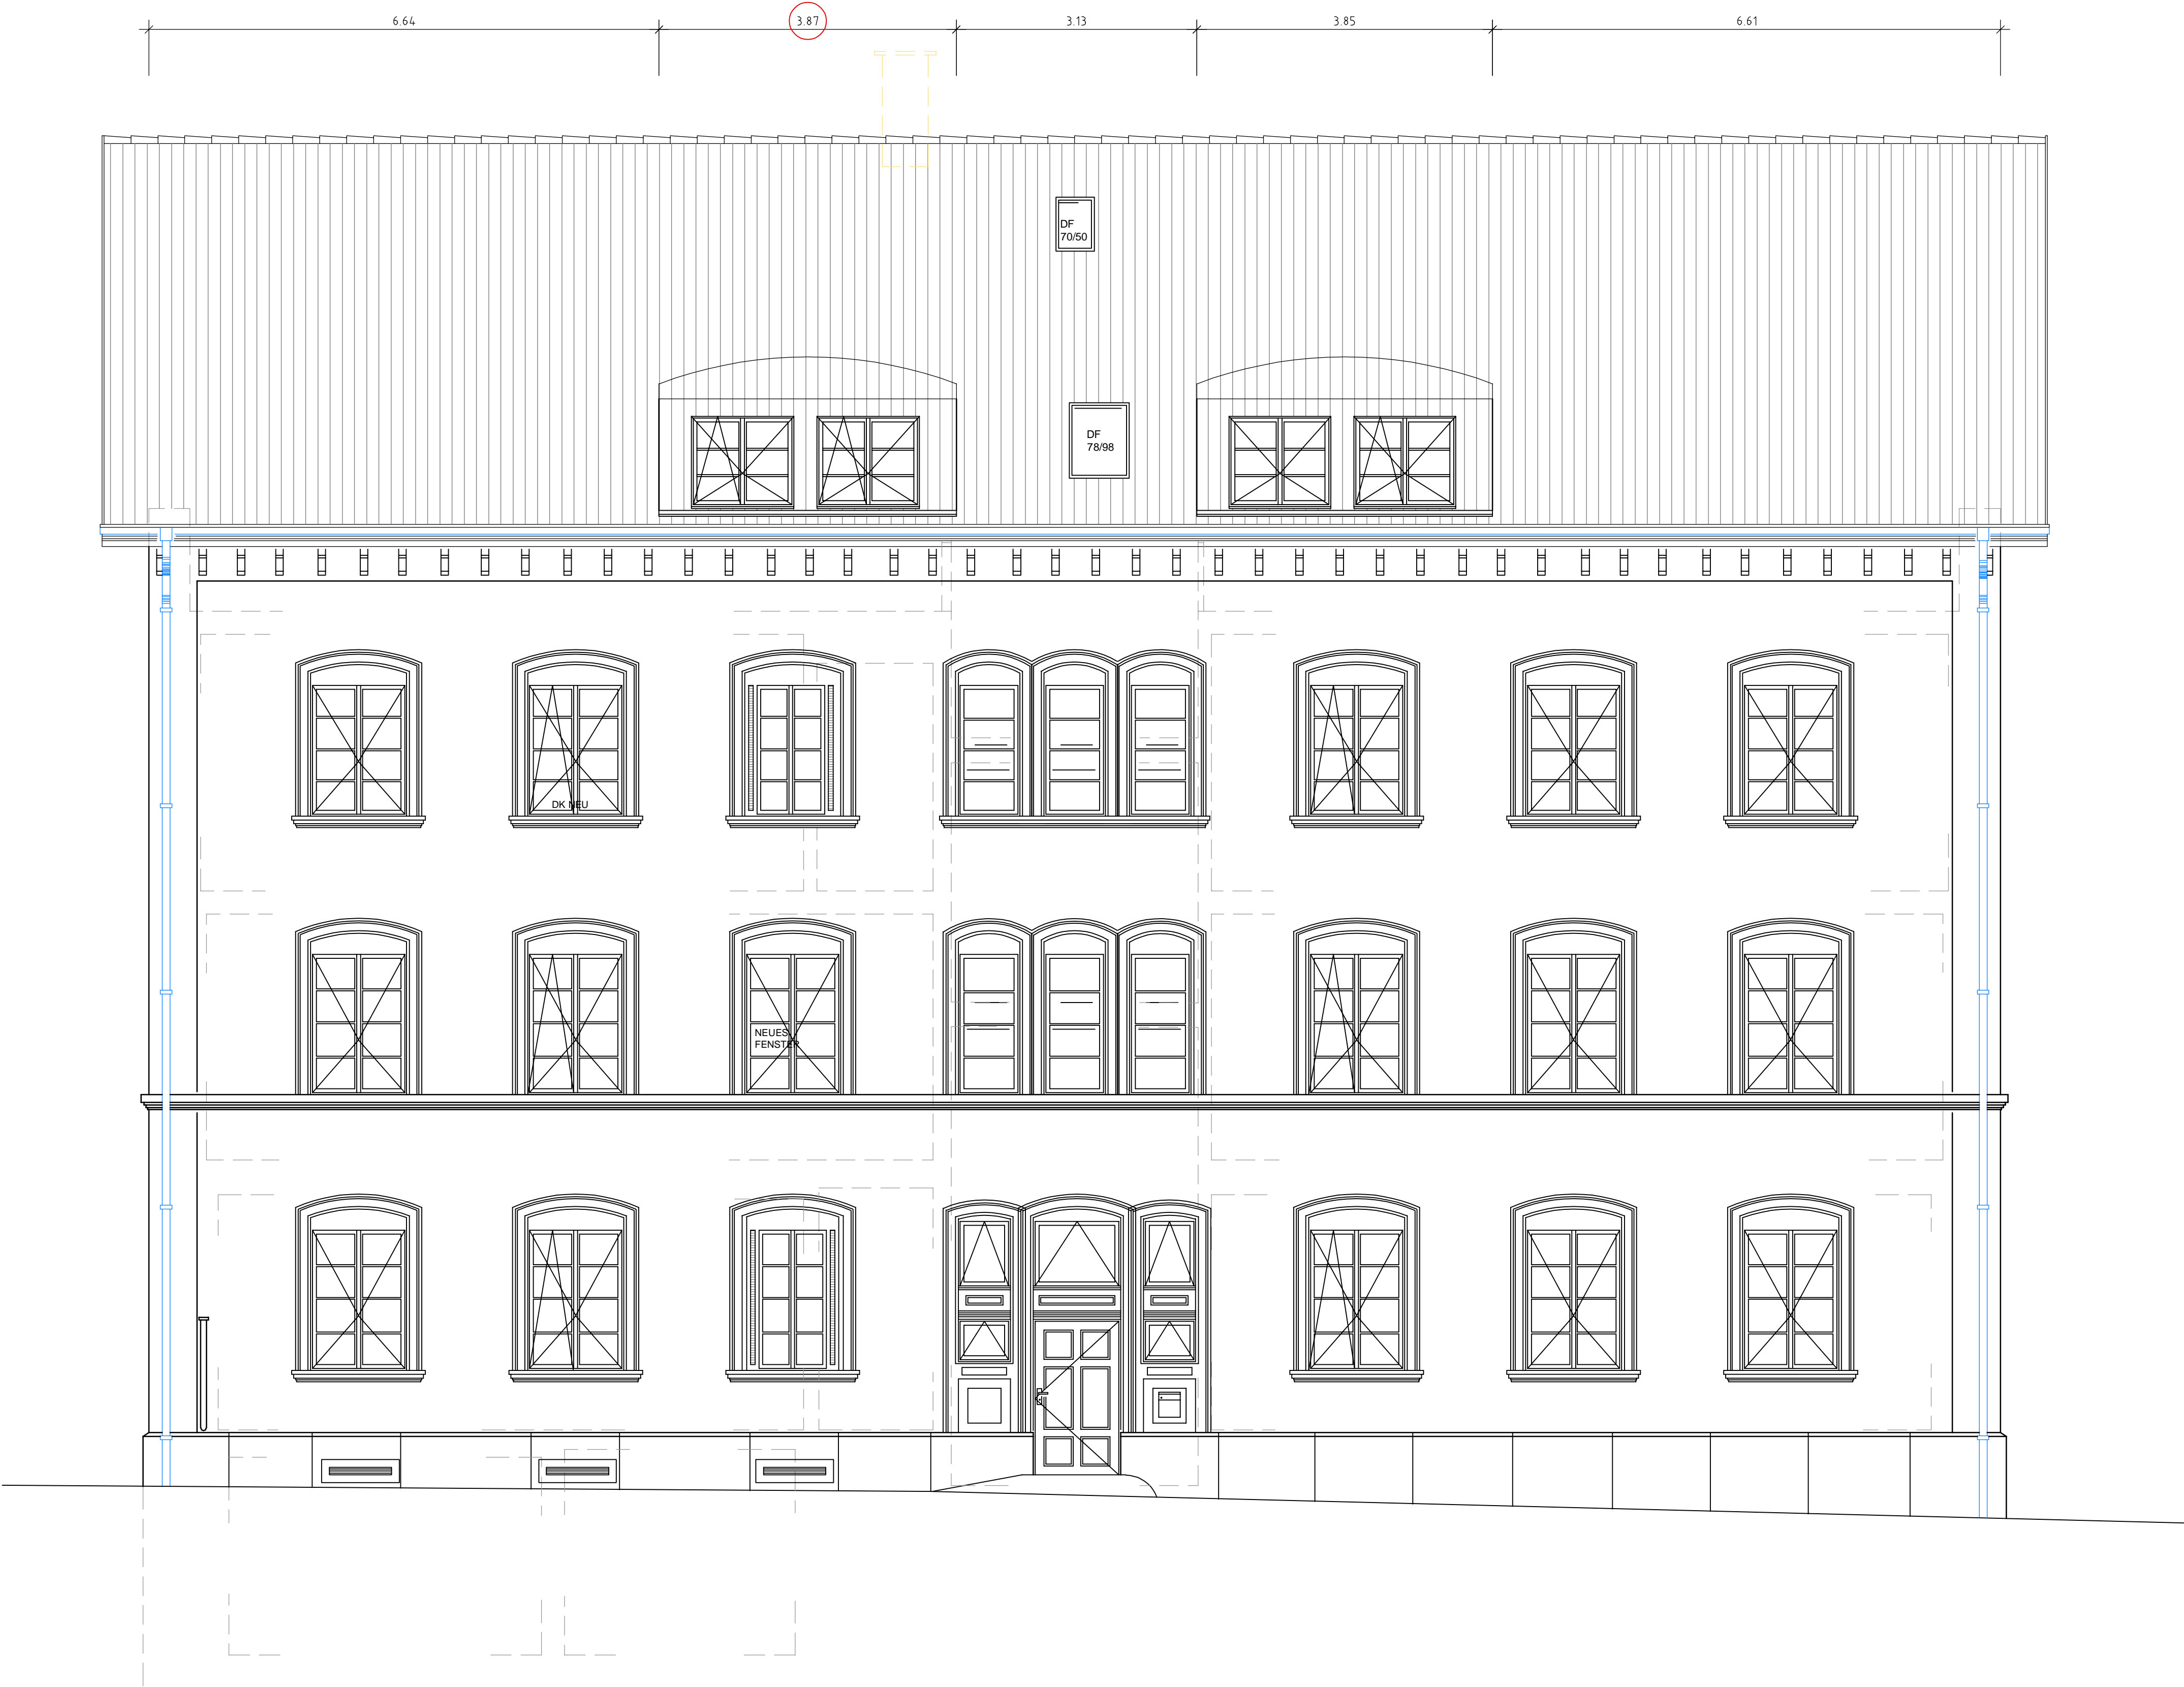 6.64
3.87
3.13
3.85
6.61
DF
70/50
DF
78/98
DK NEU
NEUES
FENSTER